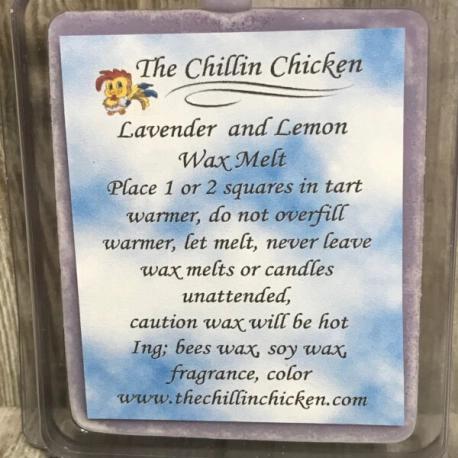 The Chillin Chicken
Lavender and Lemon
Wax Melt
Place 1 or 2 squares in tart
warmer, do not overfill
warmer, let melt, never leave
wax melts or candles
unattended,
caution wax will be hot
Ing; bees wax, soy wax,
fragrance, color
www.thechillinchicken.com